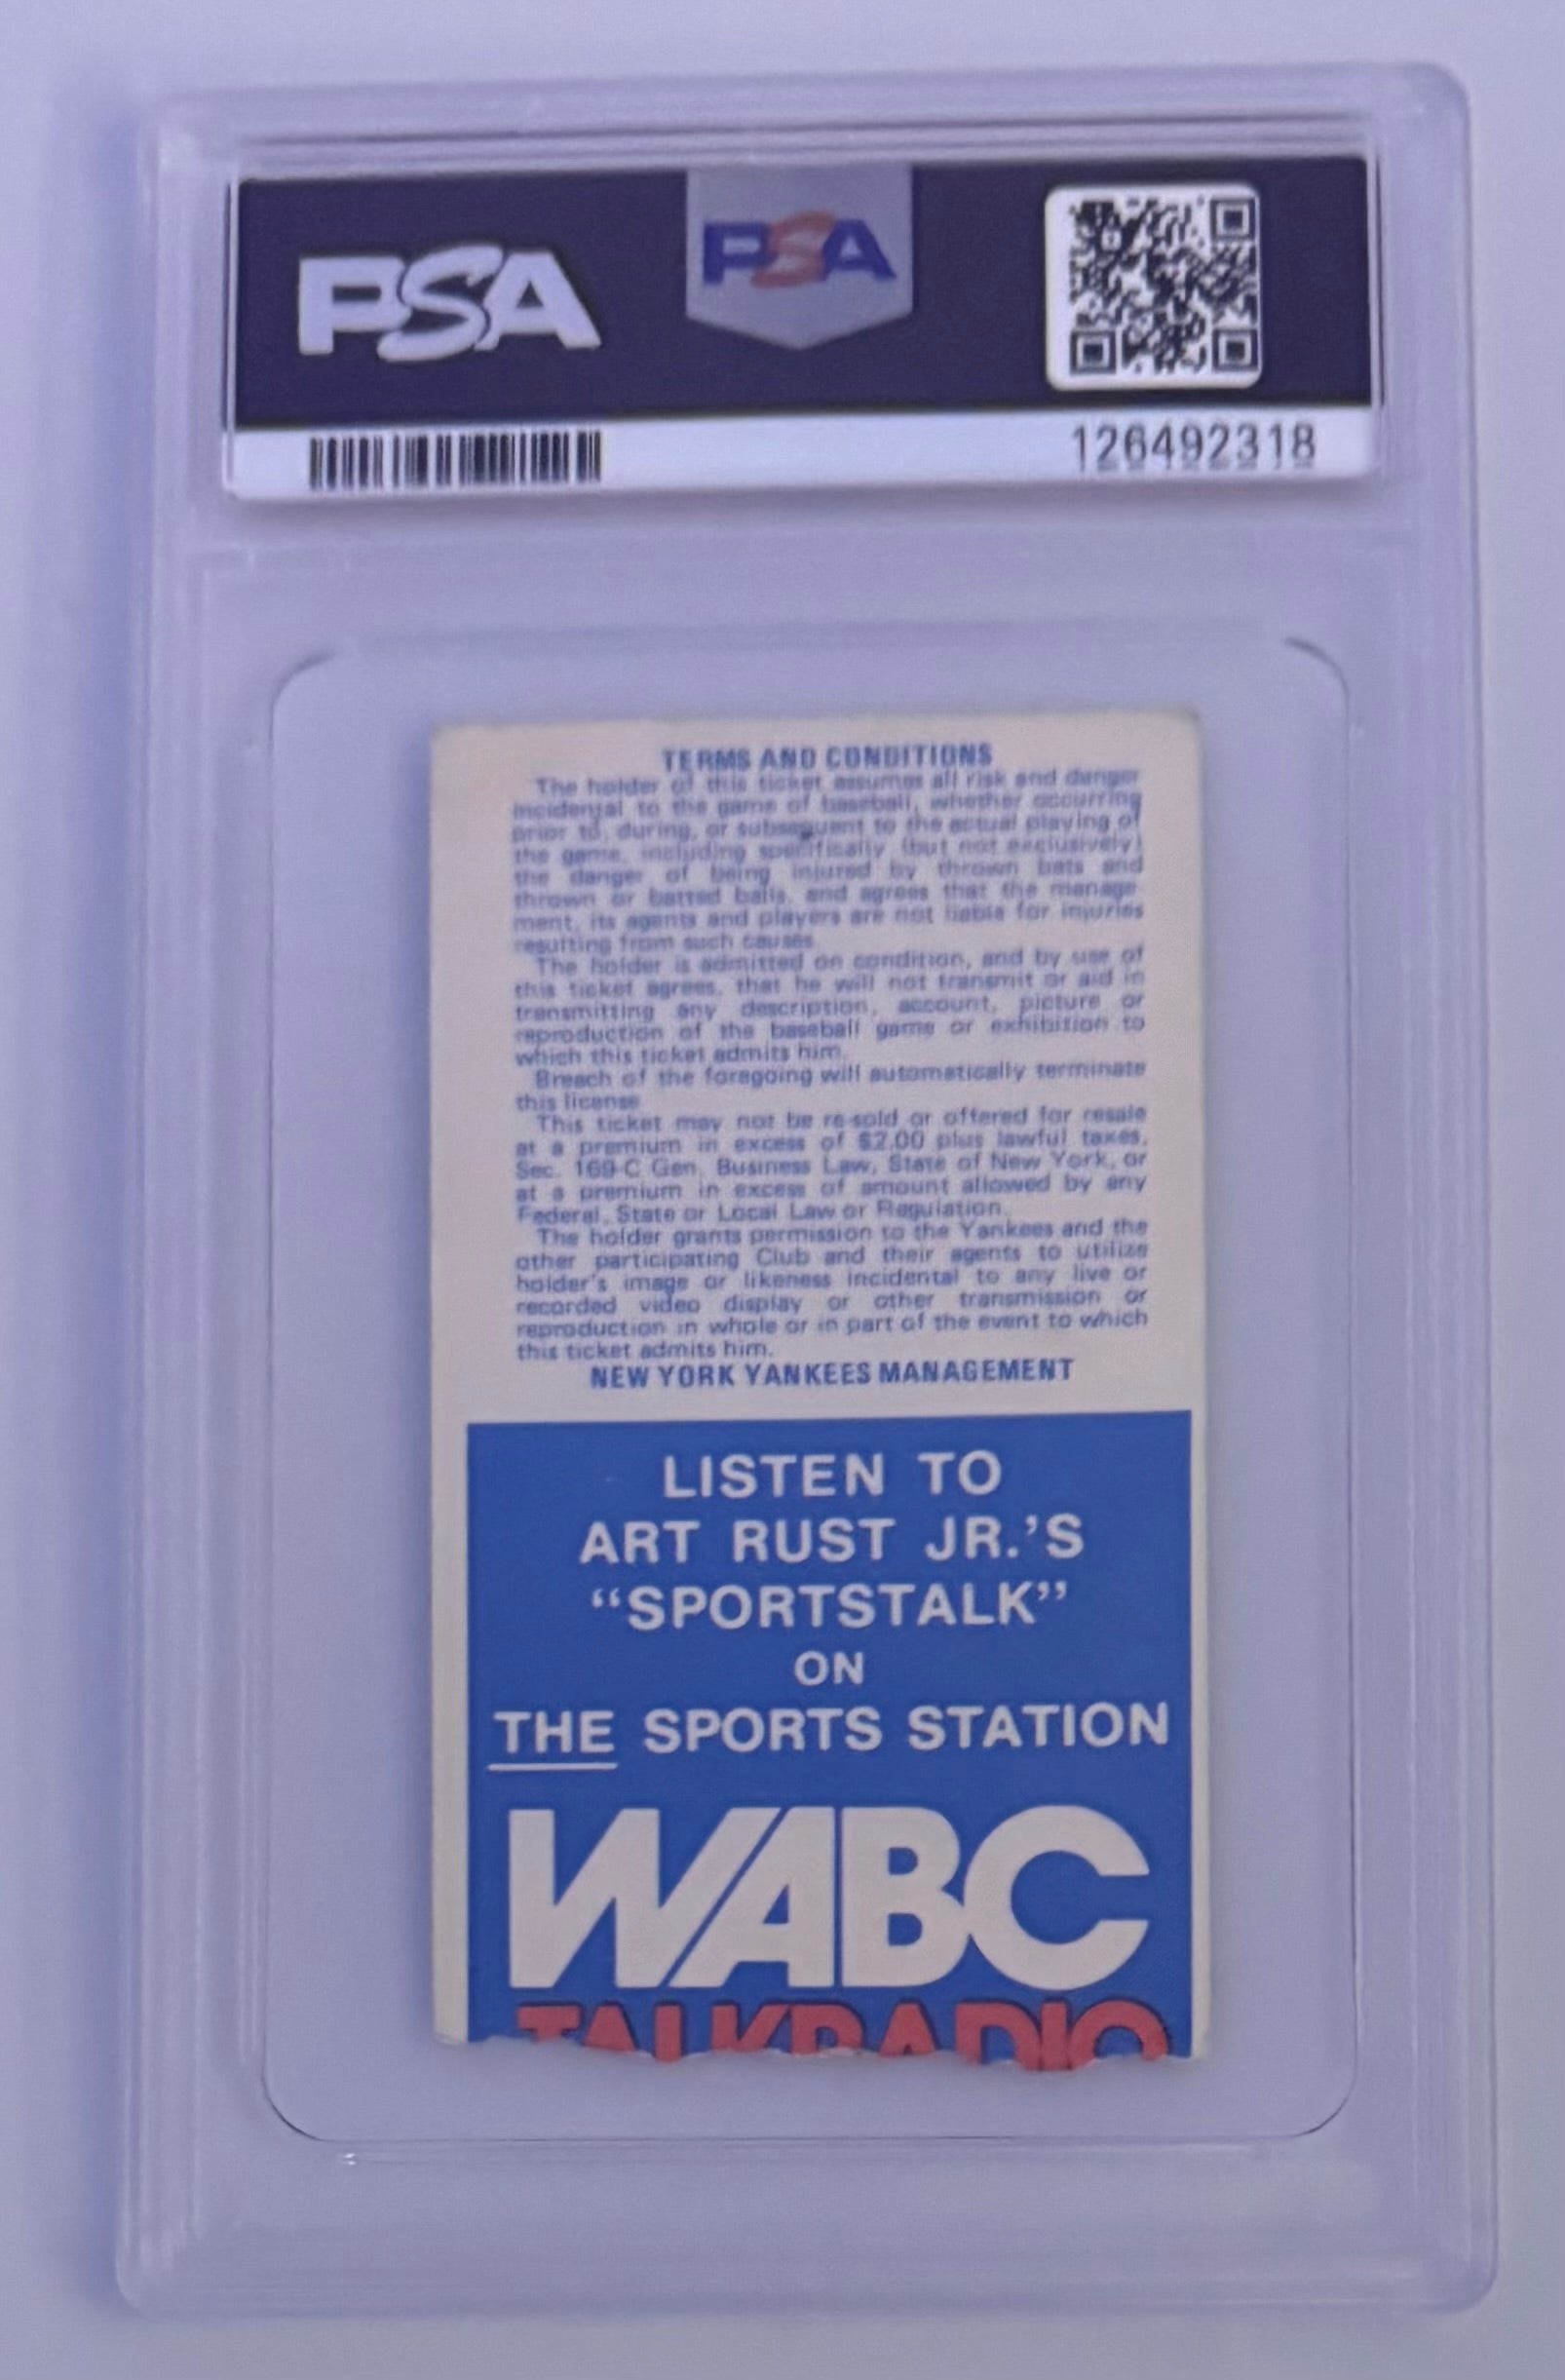 PSA
PSA
126492318
TERMS AND CONDITIONS
The holder of this ticket assumes all risk and danger
incidental to the game of baseball, whether occurring
prior to, during, or subsequent to the actual playing of
the game, including specifically (but not exclusively)
the danger of being injured by thrown bats and
thrown or batted balls, and agrees that the manage-
ment, its agents and players are not liable for injuries
resulting from such causes.
The holder is admitted on condition, and by use of
this ticket agrees, that he will not transmit or aid in
transmitting any description, account, picture or
reproduction of the baseball game or exhibition to
which this ticket admits him.
Breach of the foregoing will automatically terminate
this license
This ticket may not be re-sold or offered for resale
at a premium in excess of $2.00 plus lawful taxes,
Sec. 169-C Gen. Business Law, State of New York, or
at a premium in excess of amount allowed by any
Federal, State or Local Law or Regulation.
The holder grants permission to the Yankees and the
other participating Club and their agents to utilize
holder's image or likeness incidental to any live or
recorded video display or other transmission or
reproduction in whole or in part of the event to which
this ticket admits him.
NEW YORK YANKEES MANAGEMENT
LISTEN TO
ART RUST JR.'S
“SPORTSTALK”
ON
THE SPORTS STATION
WABC
TALKRADIO